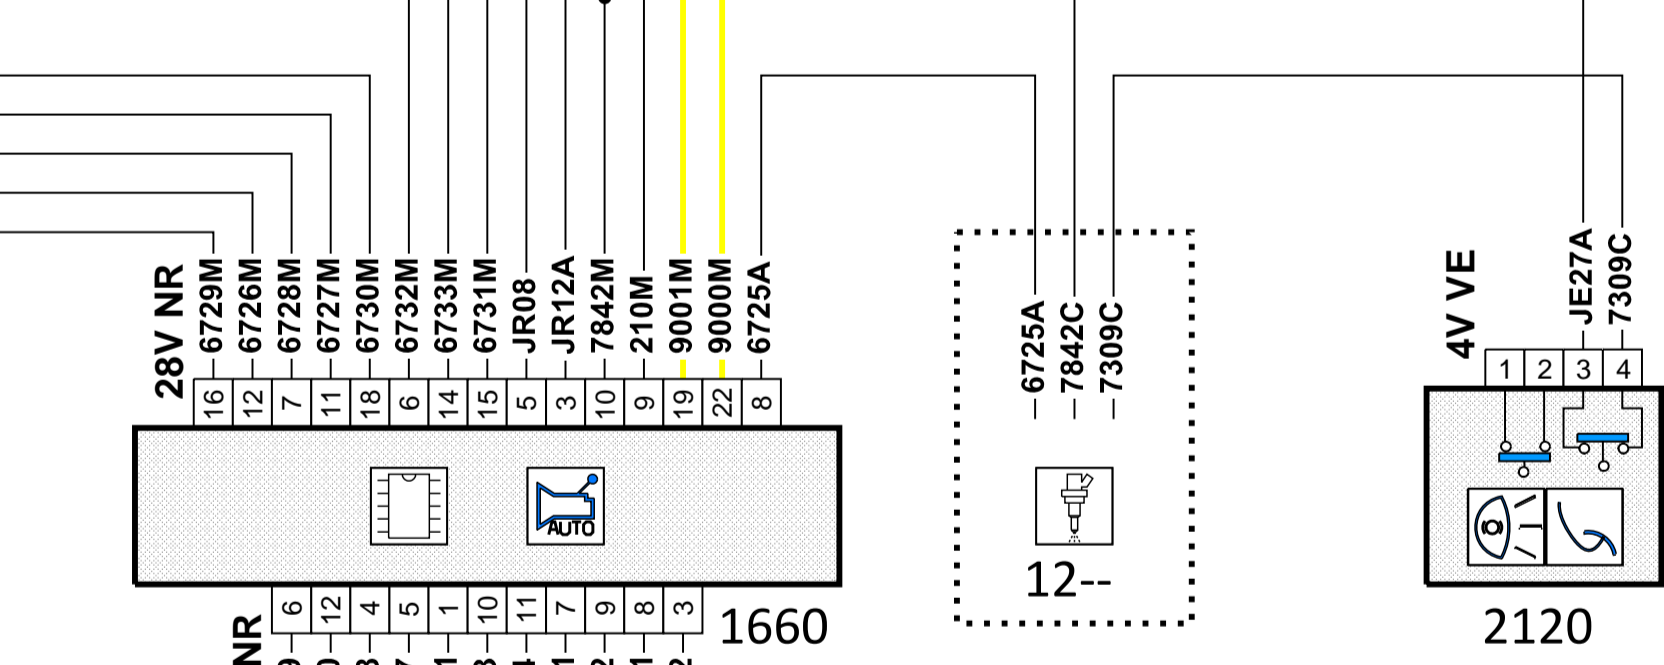 28V NR
6729M
6726M
6728M
6727M
6730M
6732M
6733M
6731M
JR08
JR12A
7842M
210M
9001M
9000M
6725A
16 12 7 11 18 6 14 15 5 3 10 9 19 22 8
AUTO
6 12 4 5 1 10 11 7 9 8 3
NR
1660
6725A
7842C
7309C
12--
4V VE
JE27A
7309C
1 2 3 4
2120